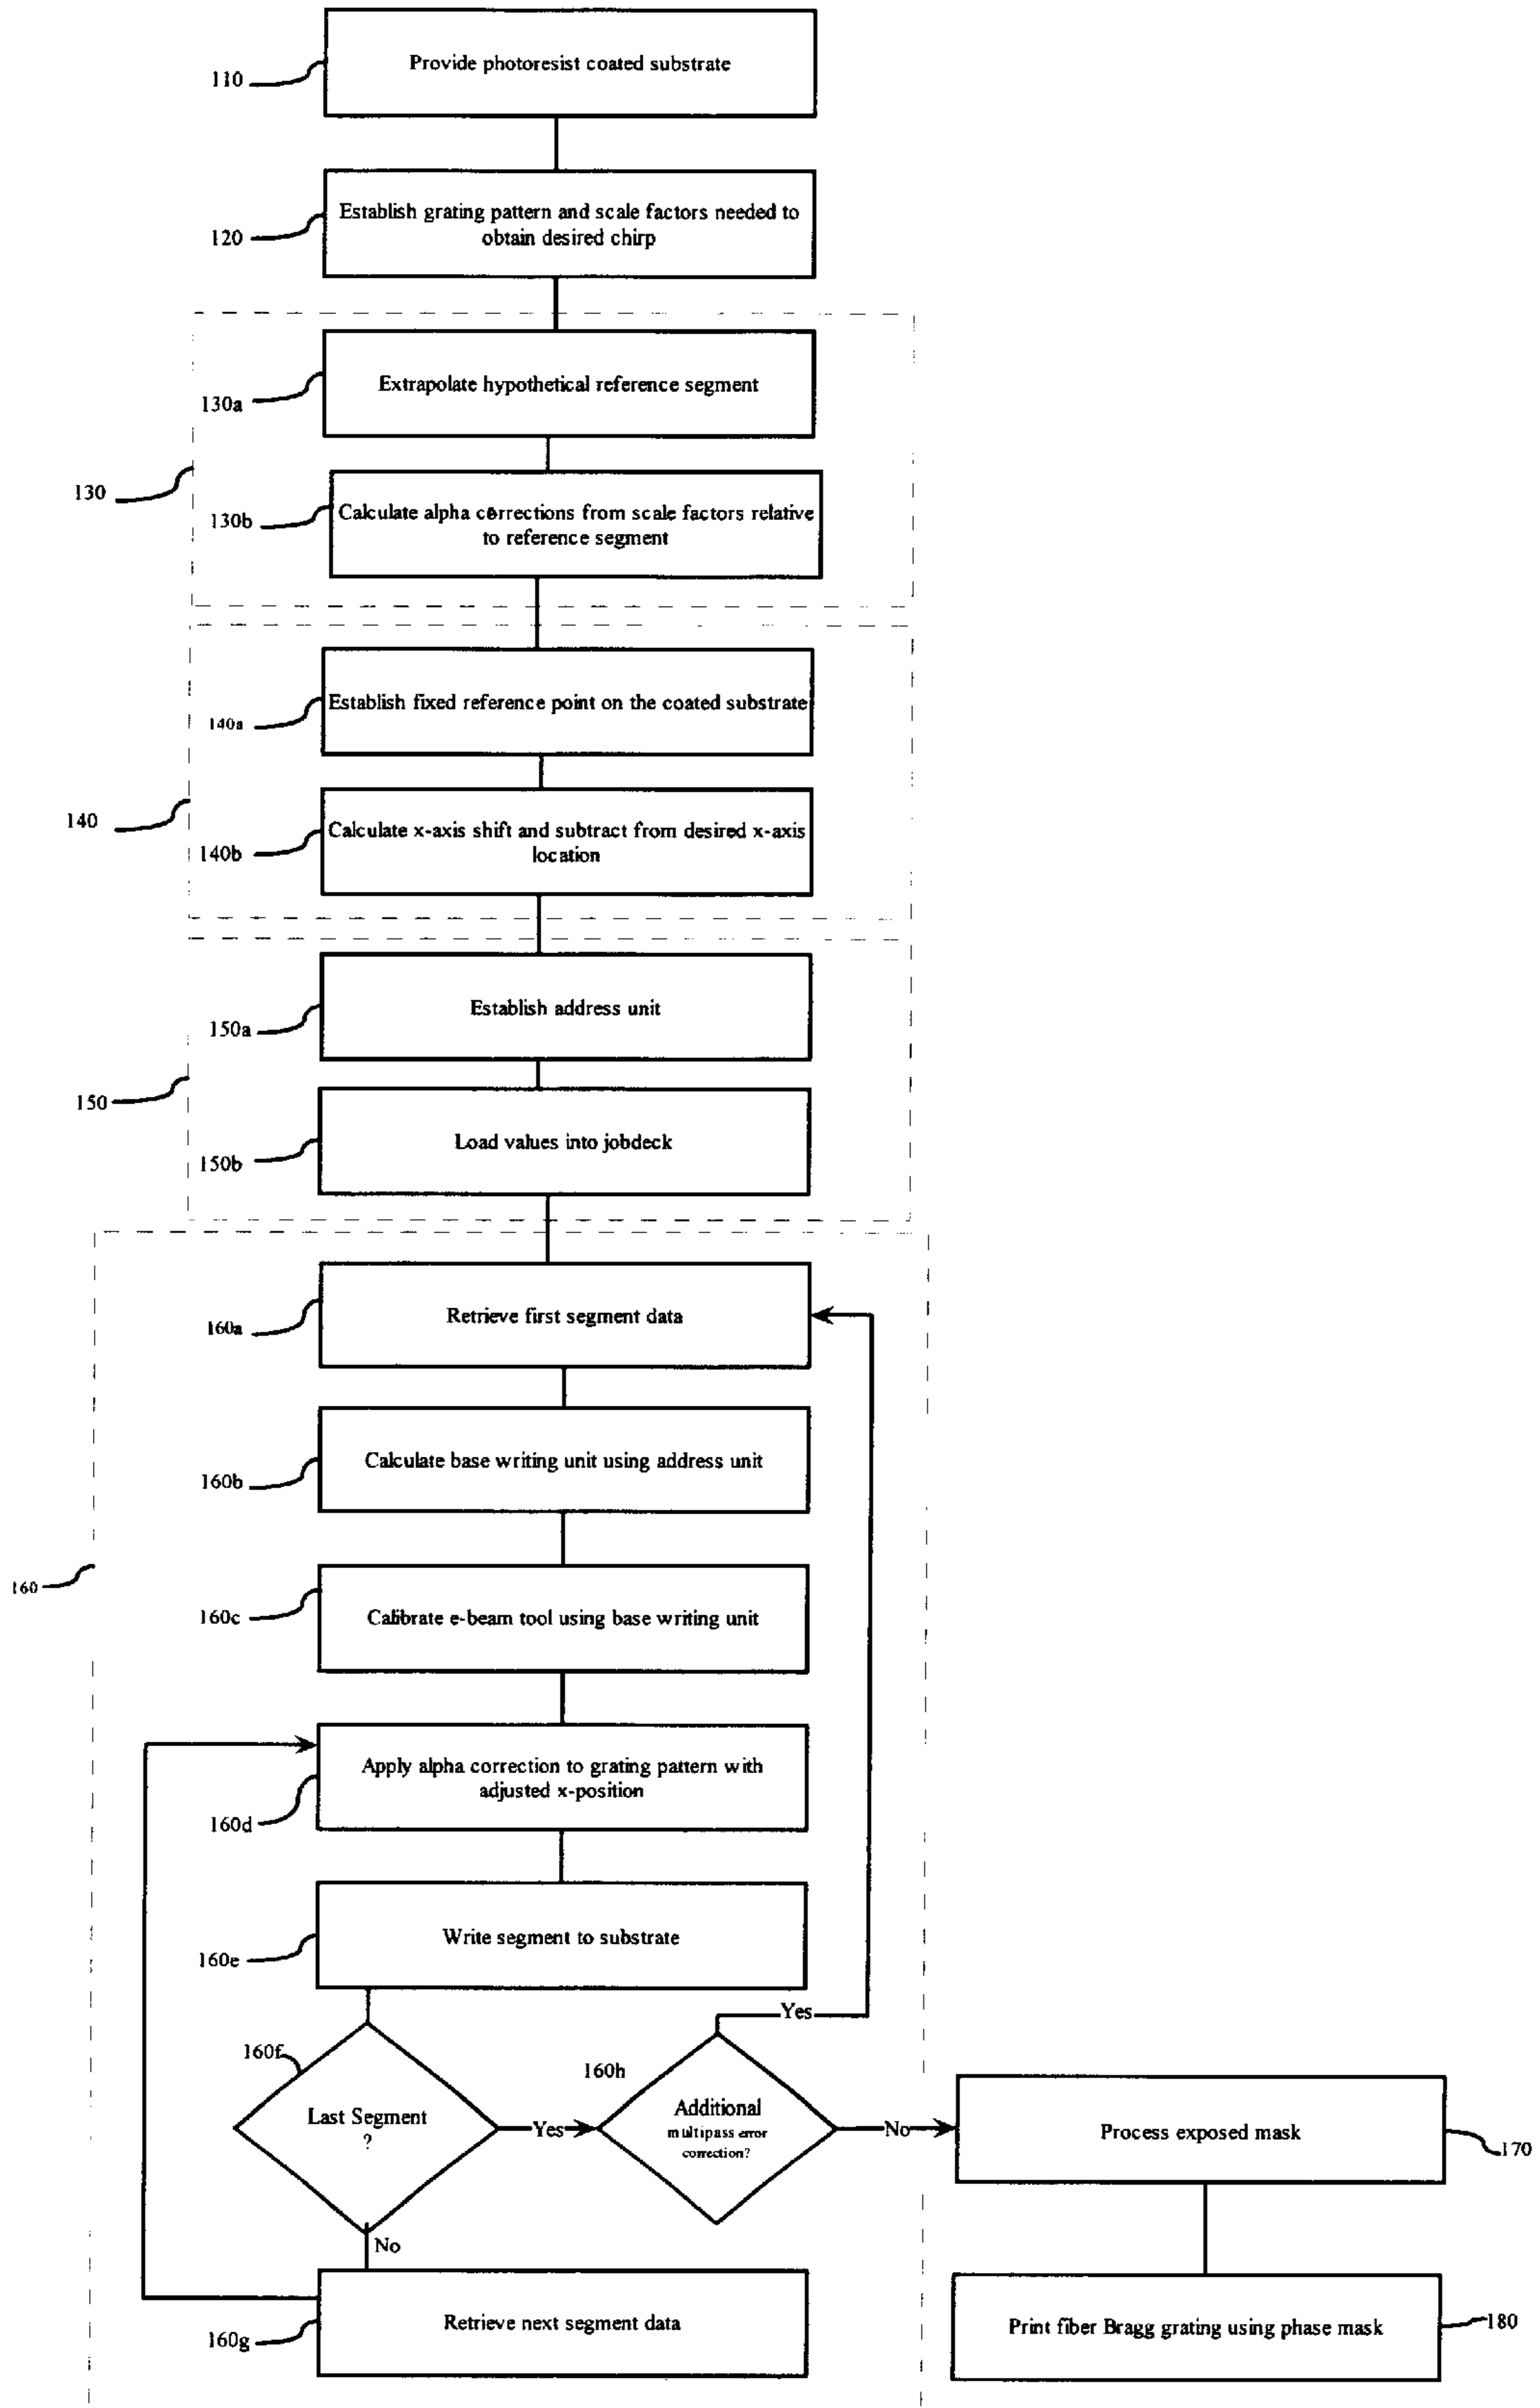 Provide photoresist coated substrate
110
Establish grating pattern and scale factors needed to
obtain desired chirp
120
Extrapolate hypothetical reference segment
130a
130
Calculate alpha corrections from scale factors relative
to reference segment
130b
Establish fixed reference point on the coated substrate
140a
140
Calculate x-axis shift and subtract from desired x-axis
location
140b
Establish address unit
150a
150
Load values into jobdeck
150b
Retrieve first segment data
160a
Calculate base writing unit using address unit
160b
160
Calibrate e-beam tool using base writing unit
160c
Apply alpha correction to grating pattern with
adjusted x-position
160d
Write segment to substrate
160e
Yes
160f
160h
Last Segment
?
Yes
Additional
multipass error
correction?
No
Process exposed mask
170
No
Retrieve next segment data
160g
Print fiber Bragg grating using phase mask
180